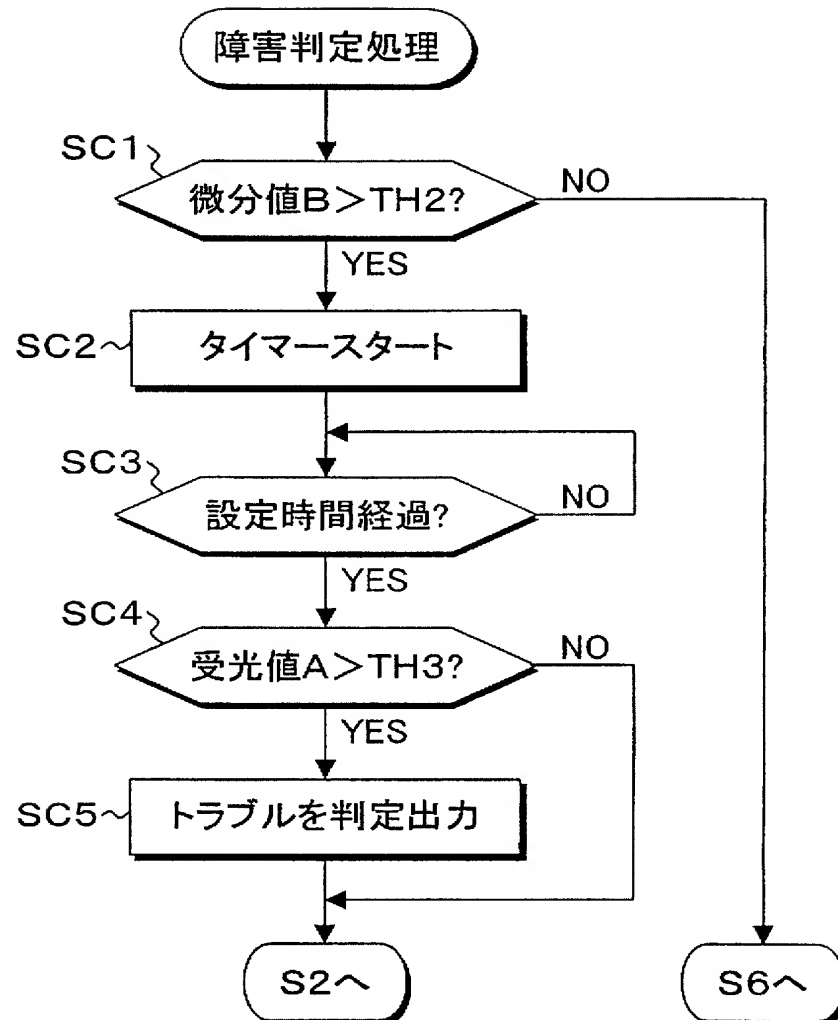 障害判定処理
SC1
微分値B>TH2?
NO
YES
SC2
タイマースタート
SC3
設定時間経過?
NO
YES
SC4
受光値A>TH3?
NO
YES
SC5
トラブルを判定出力
S2へ
S6へ